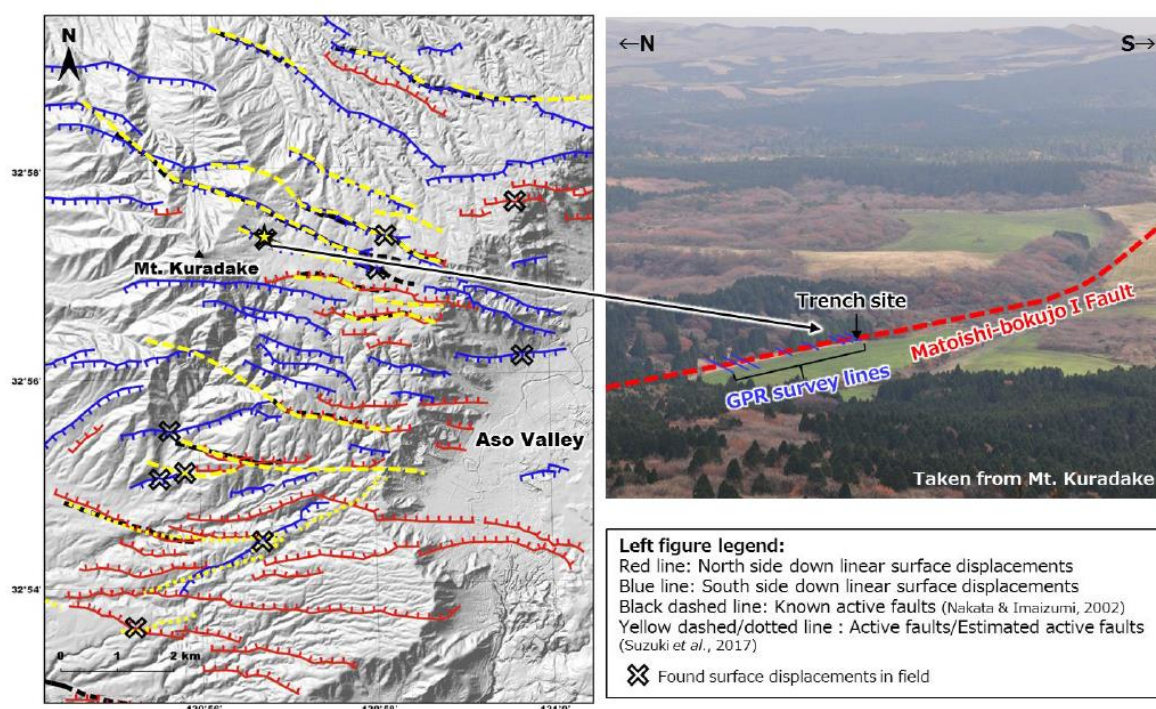 N
32°58'
Mt. Kuradake
32°56'
Aso Valley
32°54'
0 1 2 km
130°56'
←N
S→
Trench site
Matoishi-bokujo I Fault
GPR survey lines
Taken from Mt. Kuradake
Left figure legend:
Red line: North side down linear surface displacements
Blue line: South side down linear surface displacements
Black dashed line: Known active faults (Nakata & Imaizumi, 2002)
Yellow dashed/dotted line : Active faults/Estimated active faults
(Suzuki et al., 2017)
Found surface displacements in field